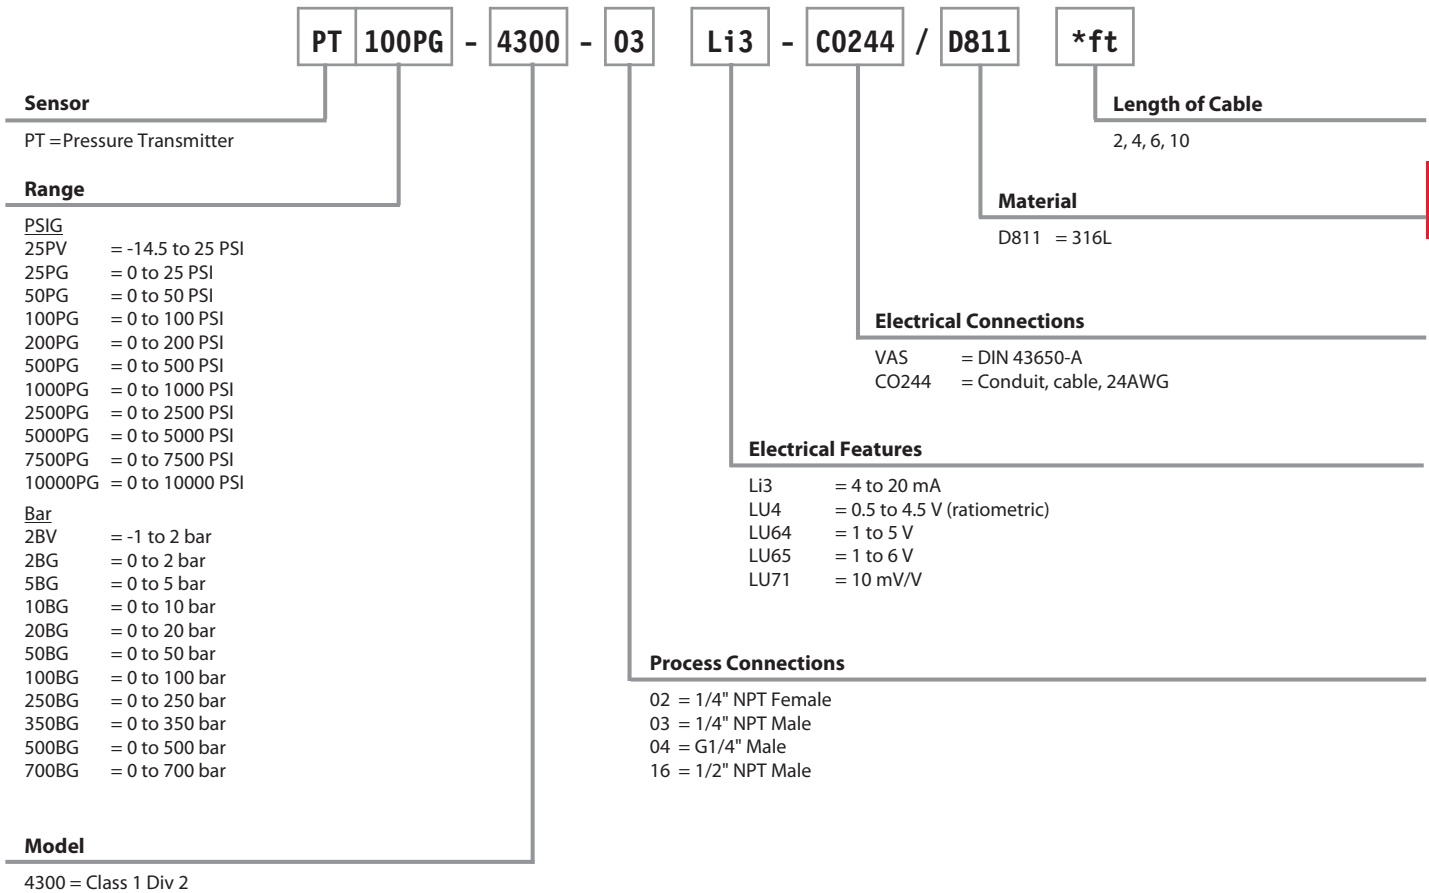 PT 100PG - 4300 - 03 Li3 - CO244 / D811 *ft
Sensor
PT =Pressure Transmitter
Range
PSIG
25PV = -14.5 to 25 PSI
25PG = 0 to 25 PSI
50PG = 0 to 50 PSI
100PG = 0 to 100 PSI
200PG = 0 to 200 PSI
500PG = 0 to 500 PSI
1000PG = 0 to 1000 PSI
2500PG = 0 to 2500 PSI
5000PG = 0 to 5000 PSI
7500PG = 0 to 7500 PSI
10000PG = 0 to 10000 PSI
Bar
2BV = -1 to 2 bar
2BG = 0 to 2 bar
5BG = 0 to 5 bar
10BG = 0 to 10 bar
20BG = 0 to 20 bar
50BG = 0 to 50 bar
100BG = 0 to 100 bar
250BG = 0 to 250 bar
350BG = 0 to 350 bar
500BG = 0 to 500 bar
700BG = 0 to 700 bar
Model
4300 = Class 1 Div 2
Process Connections
02 = 1/4" NPT Female
03 = 1/4" NPT Male
04 = G1/4" Male
16 = 1/2" NPT Male
Electrical Features
Li3 = 4 to 20 mA
LU4 = 0.5 to 4.5 V (ratiometric)
LU64 = 1 to 5 V
LU65 = 1 to 6 V
LU71 = 10 mV/V
Electrical Connections
VAS = DIN 43650-A
CO244 = Conduit, cable, 24AWG
Material
D811 = 316L
Length of Cable
2, 4, 6, 10